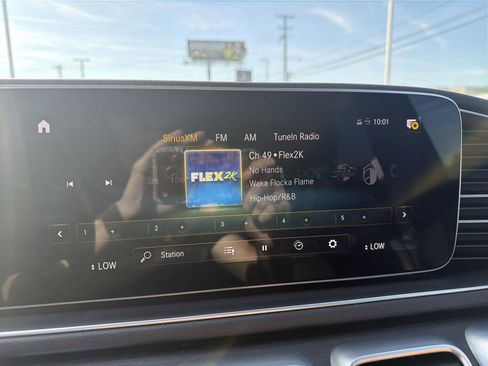 10:01
SiriusXM FM AM TuneIn Radio
FLEX2K
Ch 49 • Flex2K
No Hands
Waka Flocka Flame
Hip-Hop/R&B
1 + 2 + 3 + 4 + 5 +
LOW Station LOW